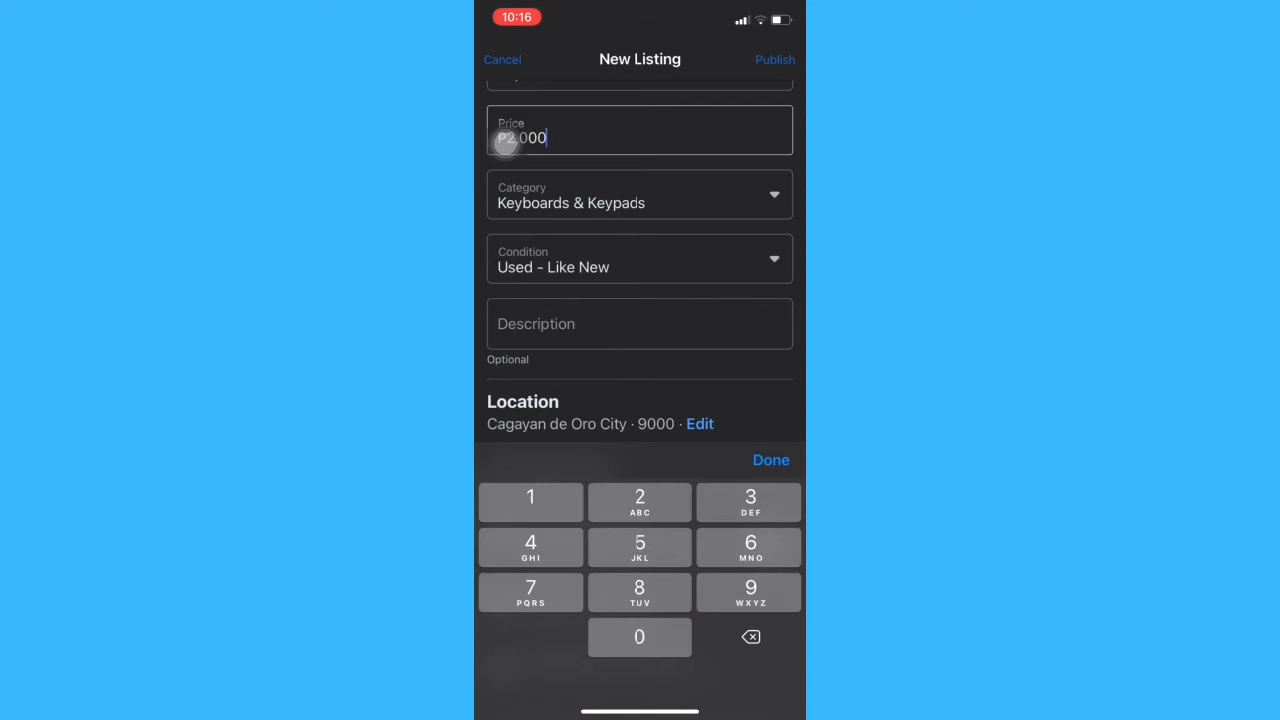 10:16
Cancel New Listing Publish
Price
₱2,000
Category
Keyboards & Keypads
Condition
Used - Like New
Description
Optional
Location
Cagayan de Oro City · 9000 · Edit
Done
1 2 3
ABC DEF
4 5 6
GHI JKL MNO
7 8 9
PQRS TUV WXYZ
0